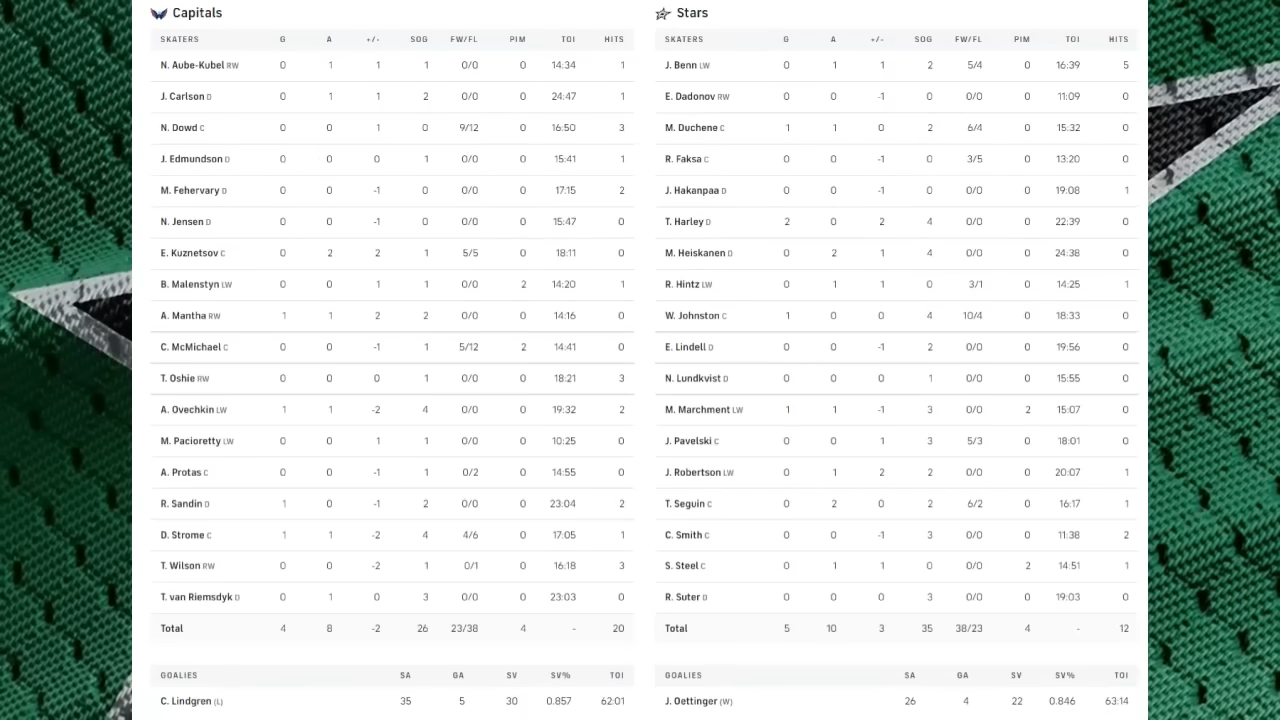 Capitals
SKATERS G A +/- SOG FW/FL PIM TOI HITS
N. Aube-Kubel RW 0 1 1 1 0/0 0 14:34 1
J. Carlson D 0 1 1 2 0/0 0 24:47 1
N. Dowd C 0 0 1 0 9/12 0 16:50 3
J. Edmundson D 0 0 0 1 0/0 0 15:41 1
M. Fehervary D 0 0 -1 0 0/0 0 17:15 2
N. Jensen D 0 0 -1 0 0/0 0 15:47 0
E. Kuznetsov C 0 2 2 1 5/5 0 18:11 0
B. Malenstyn LW 0 0 1 1 0/0 2 14:20 1
A. Mantha RW 1 1 2 2 0/0 0 14:16 0
C. McMichael C 0 0 -1 1 5/12 2 14:41 0
T. Oshie RW 0 0 0 1 0/0 0 18:21 3
A. Ovechkin LW 1 1 -2 4 0/0 0 19:32 2
M. Pacioretty LW 0 0 1 1 0/0 0 10:25 0
A. Protas C 0 0 -1 1 0/2 0 14:55 0
R. Sandin D 1 0 -1 2 0/0 0 23:04 2
D. Strome C 1 1 -2 4 4/6 0 17:05 1
T. Wilson RW 0 0 -2 1 0/1 0 16:18 3
T. van Riemsdyk D 0 1 0 3 0/0 0 23:03 0
Total 4 8 -2 26 23/38 4 - 20
GOALIES SA GA SV SV% TOI
C. Lindgren (L) 35 5 30 0.857 62:01
Stars
SKATERS G A +/- SOG FW/FL PIM TOI HITS
J. Benn LW 0 1 1 2 5/4 0 16:39 5
E. Dadonov RW 0 0 -1 0 0/0 0 11:09 0
M. Duchene C 1 1 0 2 6/4 0 15:32 0
R. Faksa C 0 0 -1 0 3/5 0 13:20 0
J. Hakanpaa D 0 0 -1 0 0/0 0 19:08 1
T. Harley D 2 0 2 4 0/0 0 22:39 0
M. Heiskanen D 0 2 1 4 0/0 0 24:38 0
R. Hintz LW 0 1 1 0 3/1 0 14:25 1
W. Johnston C 1 0 0 4 10/4 0 18:33 0
E. Lindell D 0 0 -1 2 0/0 0 19:56 0
N. Lundkvist D 0 0 0 1 0/0 0 15:55 0
M. Marchment LW 1 1 -1 3 0/0 2 15:07 0
J. Pavelski C 0 0 1 3 5/3 0 18:01 0
J. Robertson LW 0 1 2 2 0/0 0 20:07 1
T. Seguin C 0 2 0 2 6/2 0 16:17 1
C. Smith C 0 0 -1 3 0/0 0 11:38 2
S. Steel C 0 1 1 0 0/0 2 14:51 1
R. Suter D 0 0 0 3 0/0 0 19:03 0
Total 5 10 3 35 38/23 4 - 12
GOALIES SA GA SV SV% TOI
J. Oettinger (W) 26 4 22 0.846 63:14